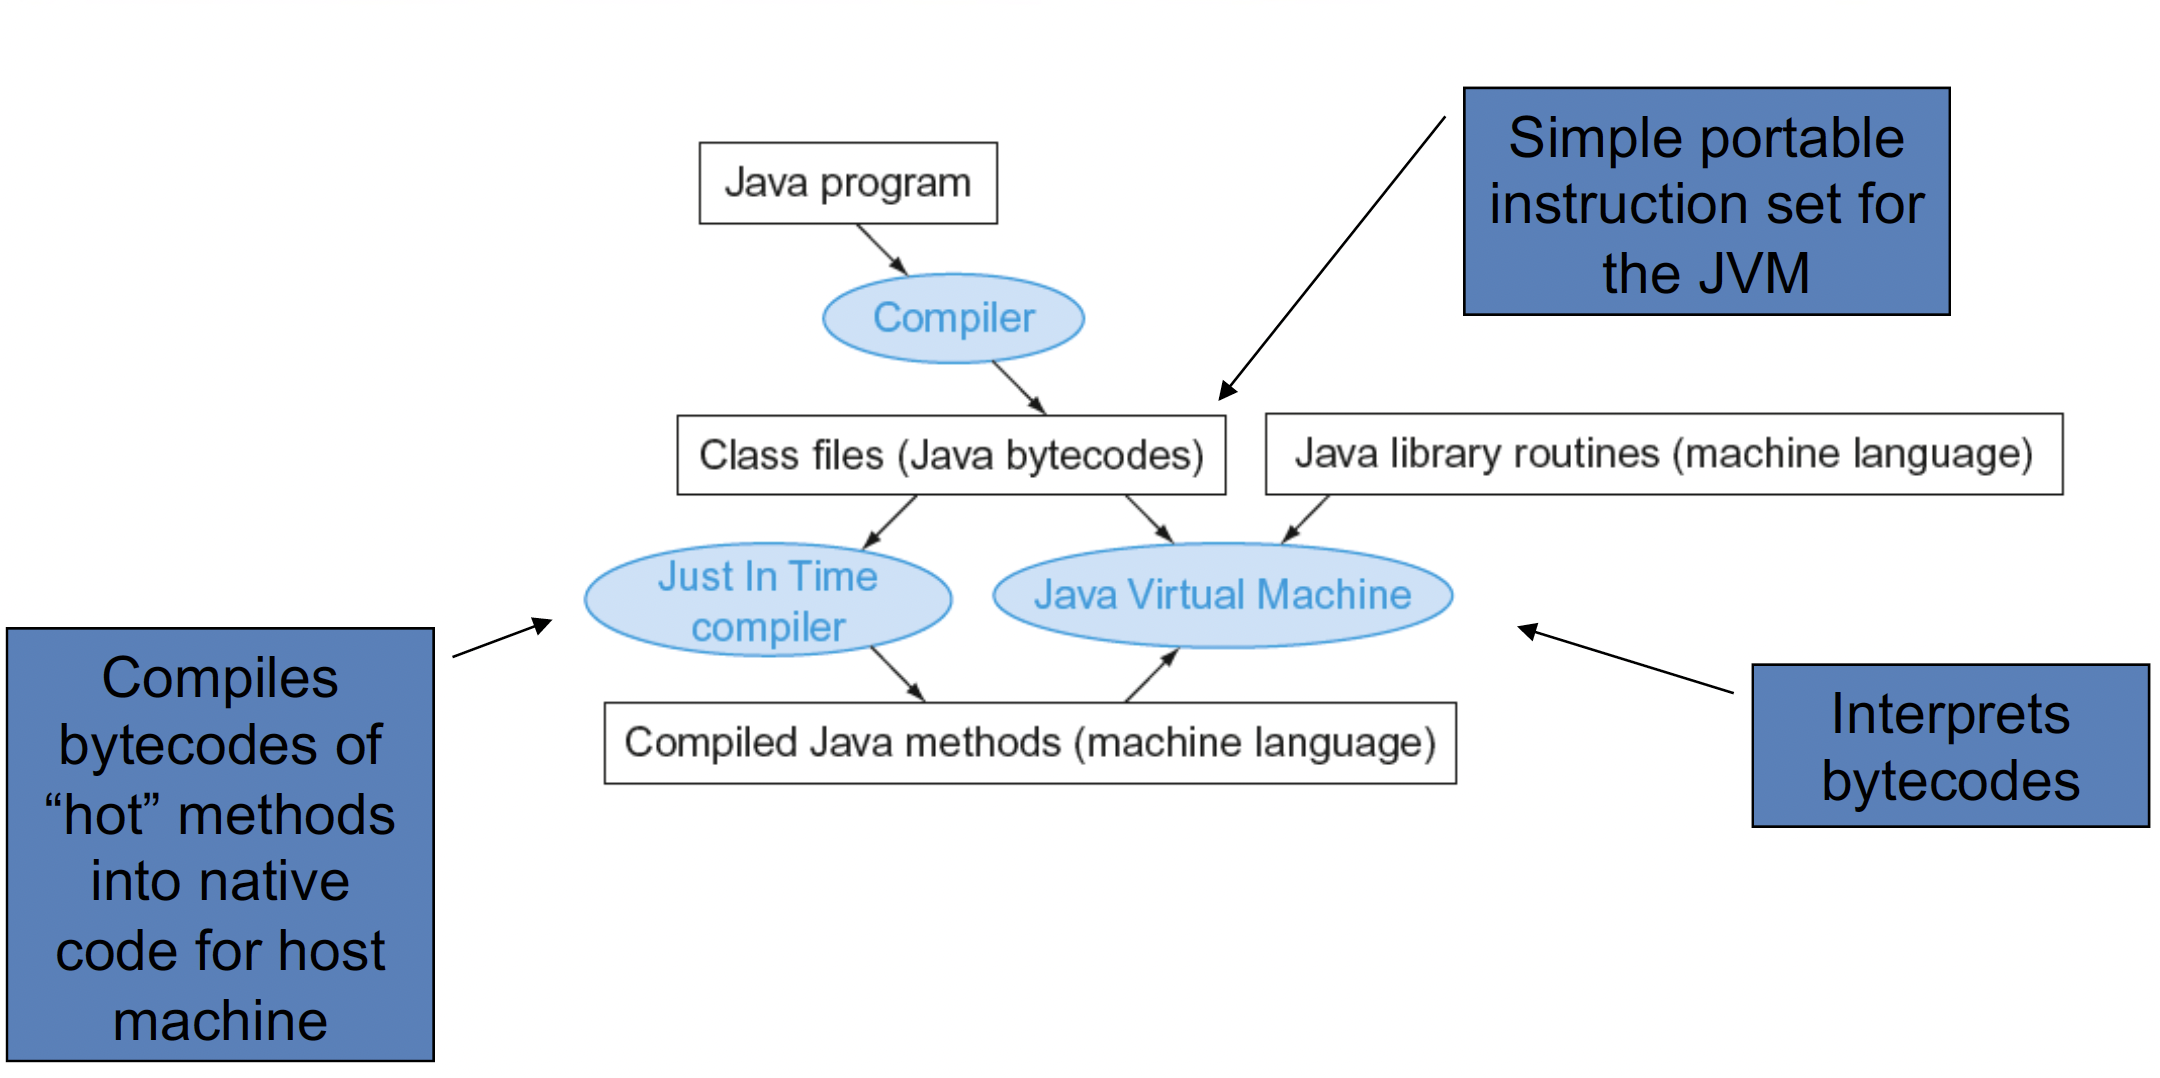 Simple portable
instruction set for
the JVM
Java program
Compiler
Class files (Java bytecodes)
Java library routines (machine language)
Just In Time
compiler
Java Virtual Machine
Compiled Java methods (machine language)
Compiles
bytecodes of
“hot” methods
into native
code for host
machine
Interprets
bytecodes